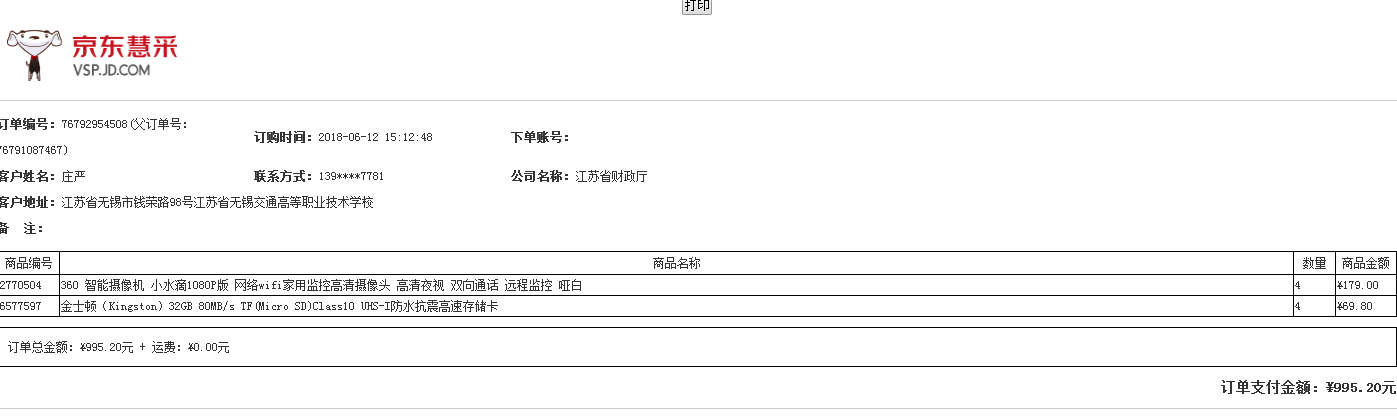 打印
京东慧采
VSP.JD.COM
订单编号：76792954508(父订单号：
76791087467)
订购时间：2018-06-12 15:12:48
下单账号：
客户姓名：庄严
联系方式：139****7781
公司名称：江苏省财政厅
客户地址：江苏省无锡市钱荣路98号江苏省无锡交通高等职业技术学校
备 注：
商品编号 商品名称 数量 商品金额
2770504 360 智能摄像机 小水滴1080P版 网络wifi家用监控高清摄像头 高清夜视 双向通话 远程监控 哑白 4 ¥179.00
6577597 金士顿（Kingston）32GB 80MB/s TF(Micro SD)Class10 UHS-I防水抗震高速存储卡 4 ¥69.80
订单总金额：¥995.20元 + 运费：¥0.00元
订单支付金额：¥995.20元